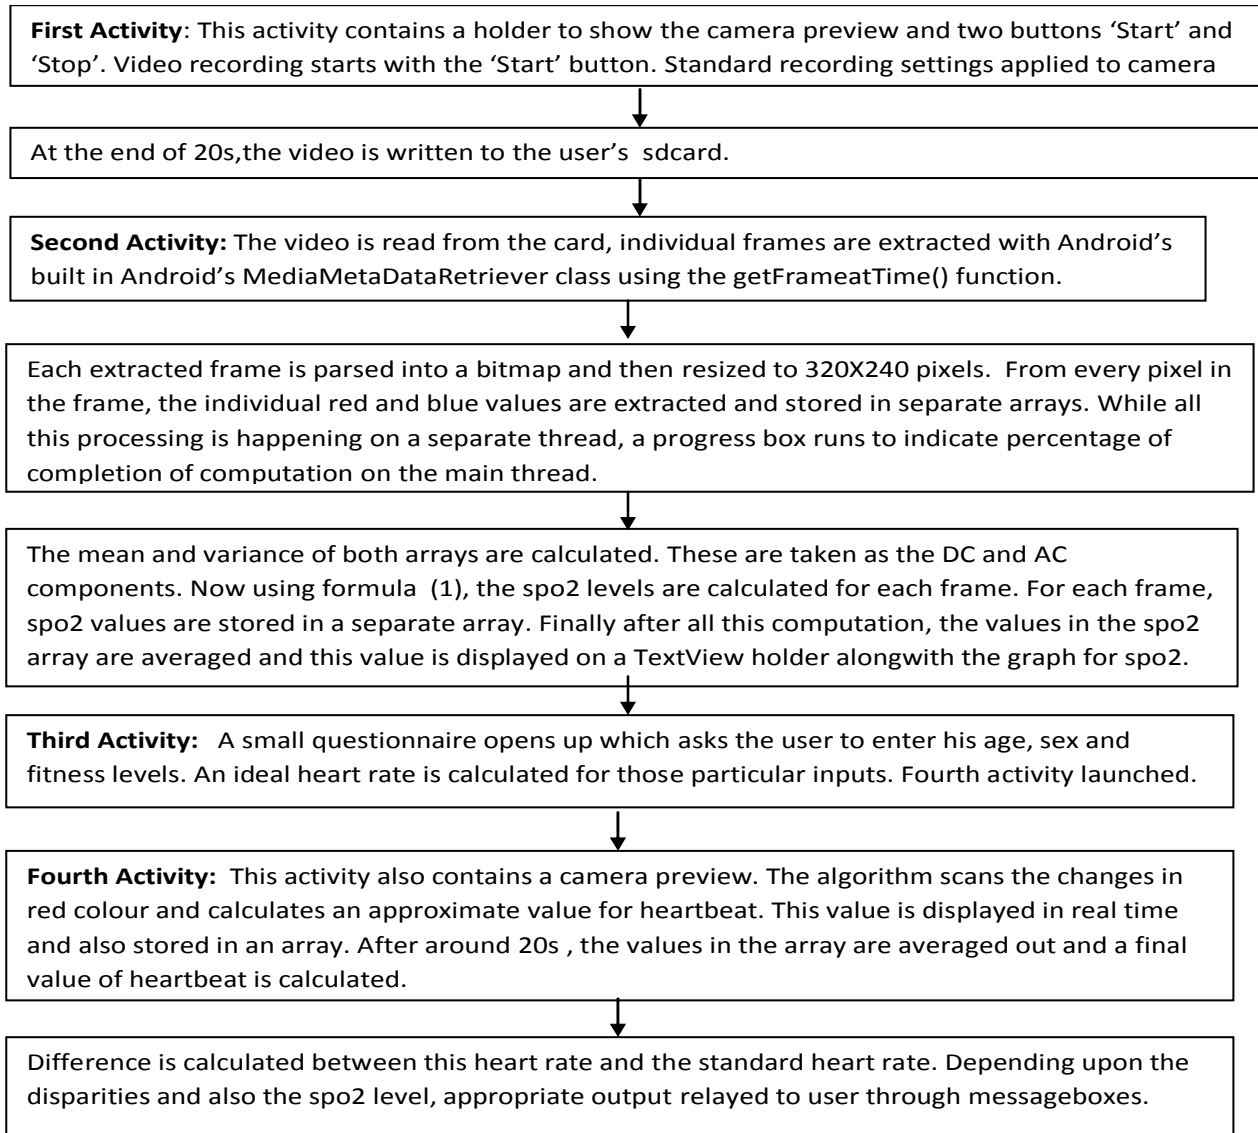 First Activity: This activity contains a holder to show the camera preview and two buttons ‘Start’ and
‘Stop’. Video recording starts with the ‘Start’ button. Standard recording settings applied to camera
At the end of 20s,the video is written to the user’s sdcard.
Second Activity: The video is read from the card, individual frames are extracted with Android’s
built in Android’s MediaMetaDataRetriever class using the getFrameatTime() function.
Each extracted frame is parsed into a bitmap and then resized to 320X240 pixels. From every pixel in
the frame, the individual red and blue values are extracted and stored in separate arrays. While all
this processing is happening on a separate thread, a progress box runs to indicate percentage of
completion of computation on the main thread.
The mean and variance of both arrays are calculated. These are taken as the DC and AC
components. Now using formula (1), the spo2 levels are calculated for each frame. For each frame,
spo2 values are stored in a separate array. Finally after all this computation, the values in the spo2
array are averaged and this value is displayed on a TextView holder alongwith the graph for spo2.
Third Activity: A small questionnaire opens up which asks the user to enter his age, sex and
fitness levels. An ideal heart rate is calculated for those particular inputs. Fourth activity launched.
Fourth Activity: This activity also contains a camera preview. The algorithm scans the changes in
red colour and calculates an approximate value for heartbeat. This value is displayed in real time
and also stored in an array. After around 20s , the values in the array are averaged out and a final
value of heartbeat is calculated.
Difference is calculated between this heart rate and the standard heart rate. Depending upon the
disparities and also the spo2 level, appropriate output relayed to user through messageboxes.